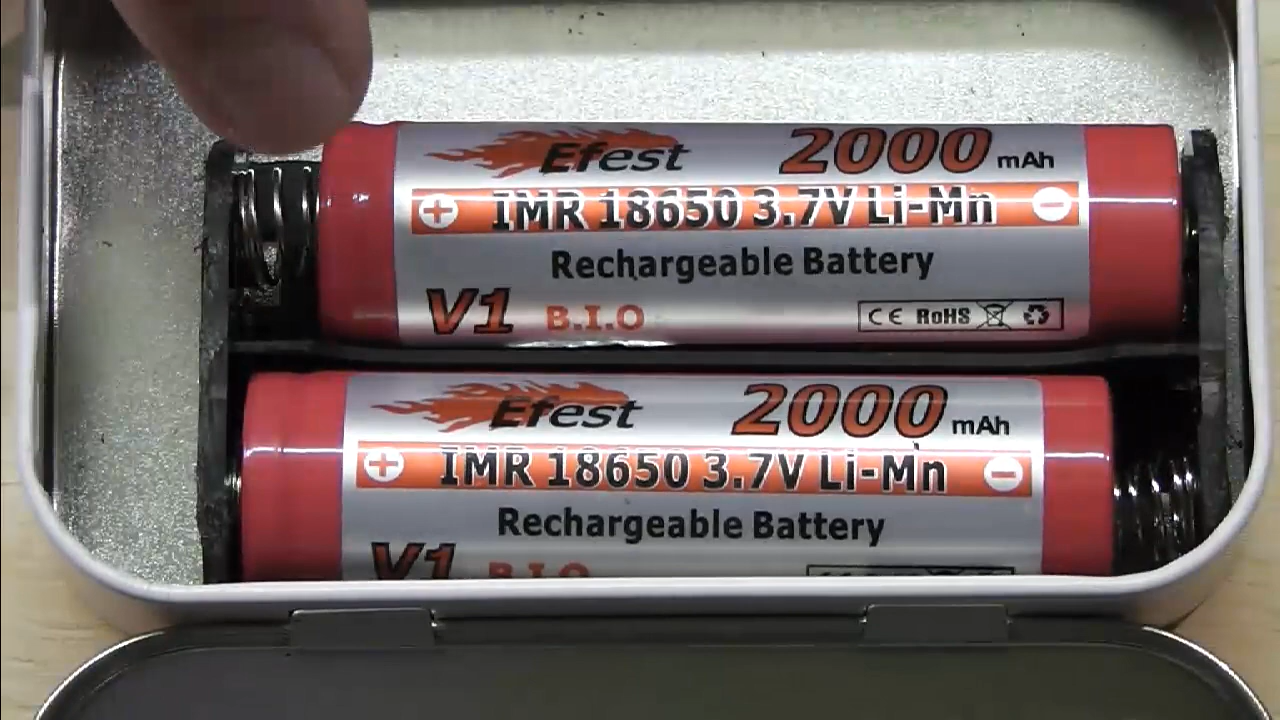 Efest 2000 mAh
+ IMR 18650 3.7V Li-Mn −
Rechargeable Battery
V1 B.I.O CE RoHS
Efest 2000 mAh
+ IMR 18650 3.7V Li-Mn −
Rechargeable Battery
V1 B.I.O